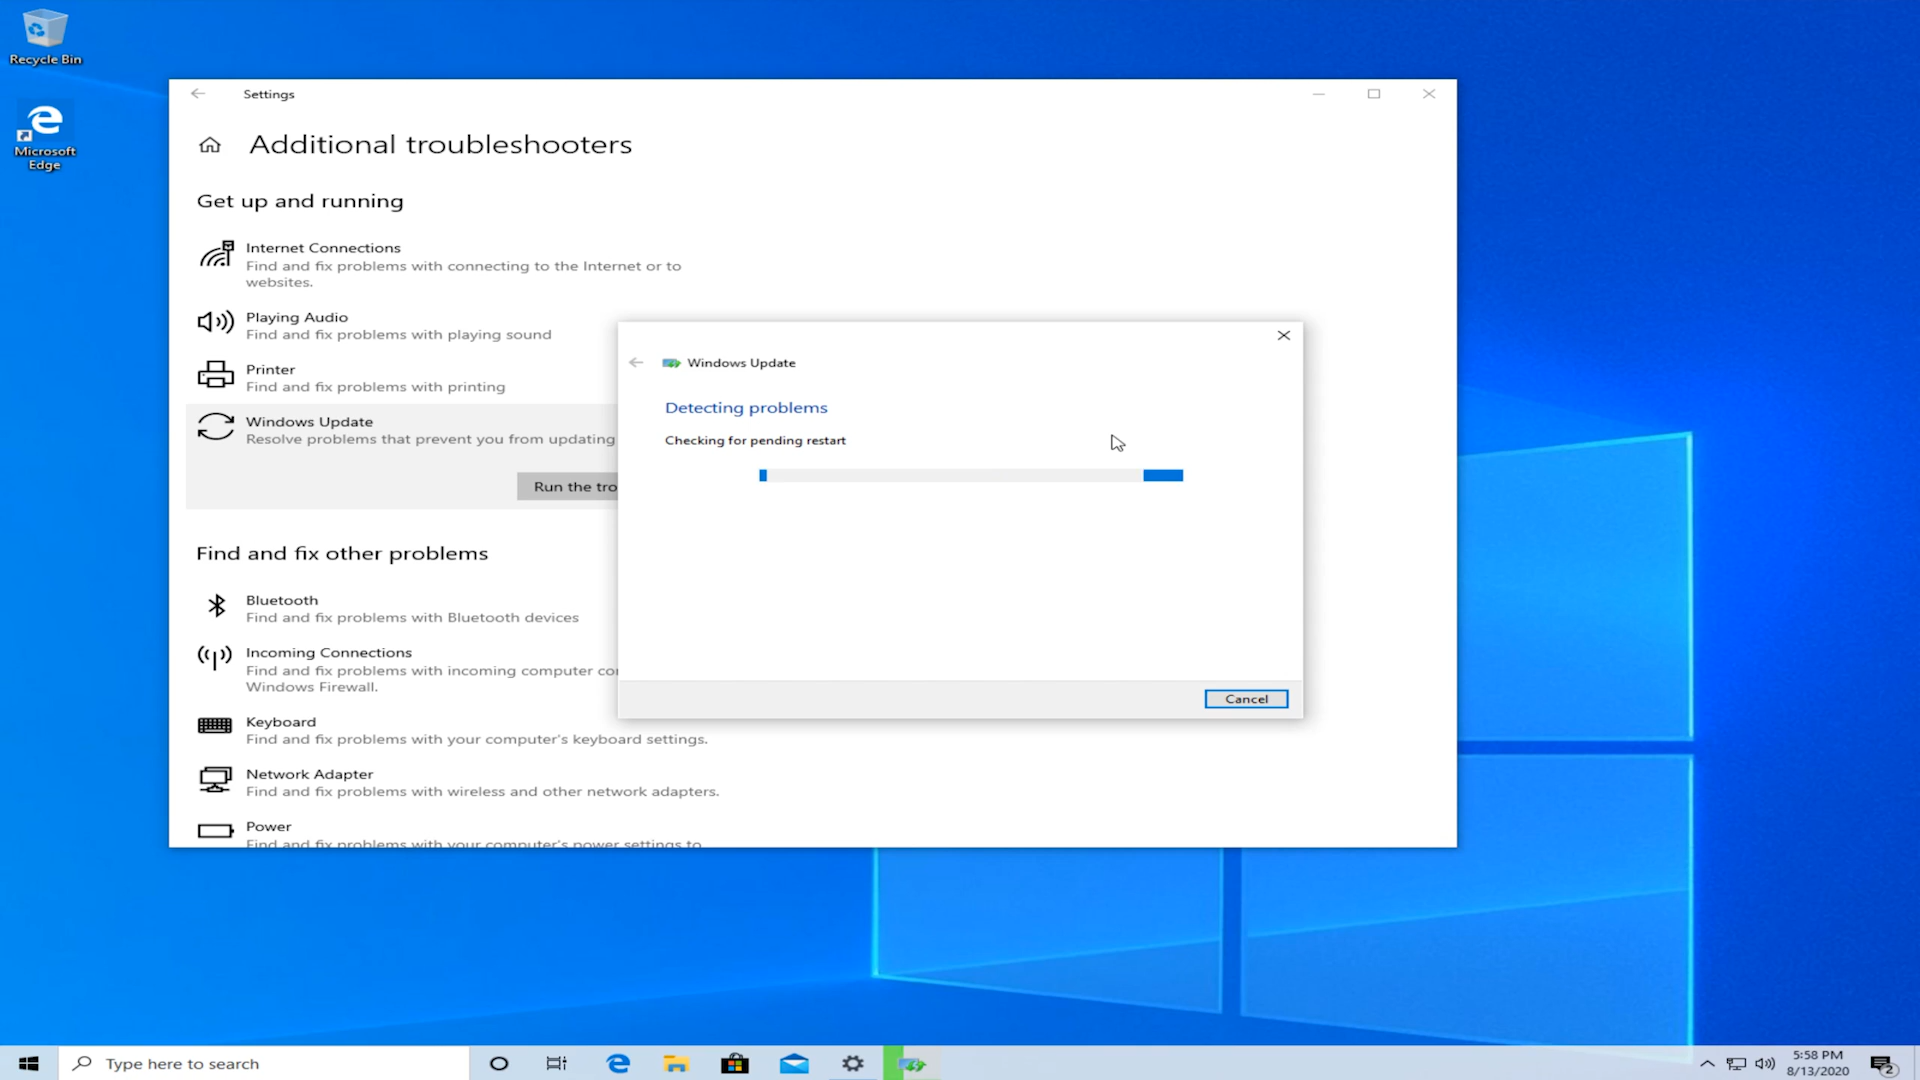 Recycle Bin
Microsoft
Edge
Settings
Additional troubleshooters
Get up and running
Internet Connections
Find and fix problems with connecting to the Internet or to
websites.
Playing Audio
Find and fix problems with playing sound
Printer
Find and fix problems with printing
Windows Update
Resolve problems that prevent you from updating
Run the tro
Windows Update
Detecting problems
Checking for pending restart
Cancel
Find and fix other problems
Bluetooth
Find and fix problems with Bluetooth devices
Incoming Connections
Find and fix problems with incoming computer co
Windows Firewall.
Keyboard
Find and fix problems with your computer's keyboard settings.
Network Adapter
Find and fix problems with wireless and other network adapters.
Power
Find and fix problems with your computer's power settings to
Type here to search
5:58 PM
8/13/2020
2